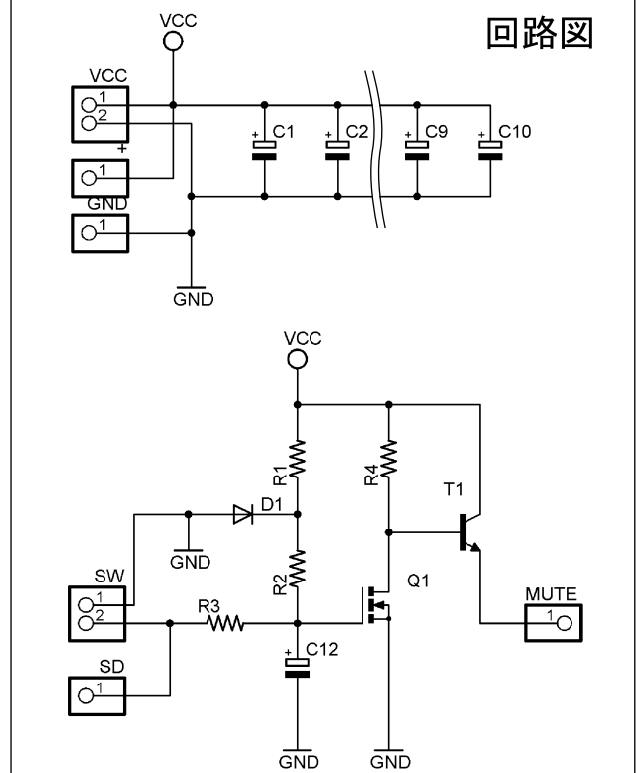 回路図
VCC
VCC
1
2
+
1
GND
1
GND
+ C1
+ C2
+ C9
+ C10
VCC
R1
R4
T1
D1
GND
R2
Q1
SW
1
2
R3
MUTE
1
SD
1
+ C12
GND
GND